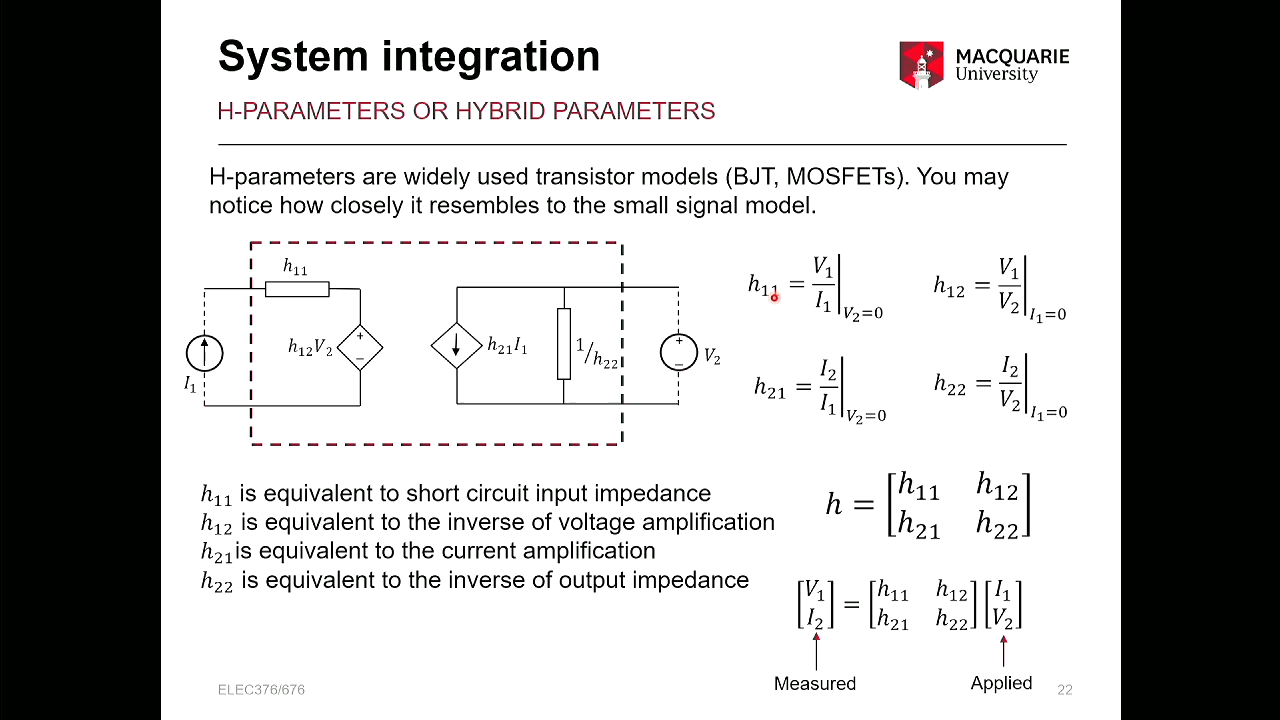 System integration
MACQUARIE
University
H-PARAMETERS OR HYBRID PARAMETERS
H-parameters are widely used transistor models (BJT, MOSFETs). You may
notice how closely it resembles to the small signal model.
h₁₁
h₁₂V₂
+
−
I₁
h₂₁I₁
1/h₂₂
+
−
V₂
h₁₁ = V₁/I₁|V₂=0
h₁₂ = V₁/V₂|I₁=0
h₂₁ = I₂/I₁|V₂=0
h₂₂ = I₂/V₂|I₁=0
h₁₁ is equivalent to short circuit input impedance
h₁₂ is equivalent to the inverse of voltage amplification
h₂₁is equivalent to the current amplification
h₂₂ is equivalent to the inverse of output impedance
h = [h₁₁ h₁₂
h₂₁ h₂₂]
[V₁ I₂] = [h₁₁ h₁₂ h₂₁ h₂₂] [I₁ V₂]
Measured
Applied
ELEC376/676
22